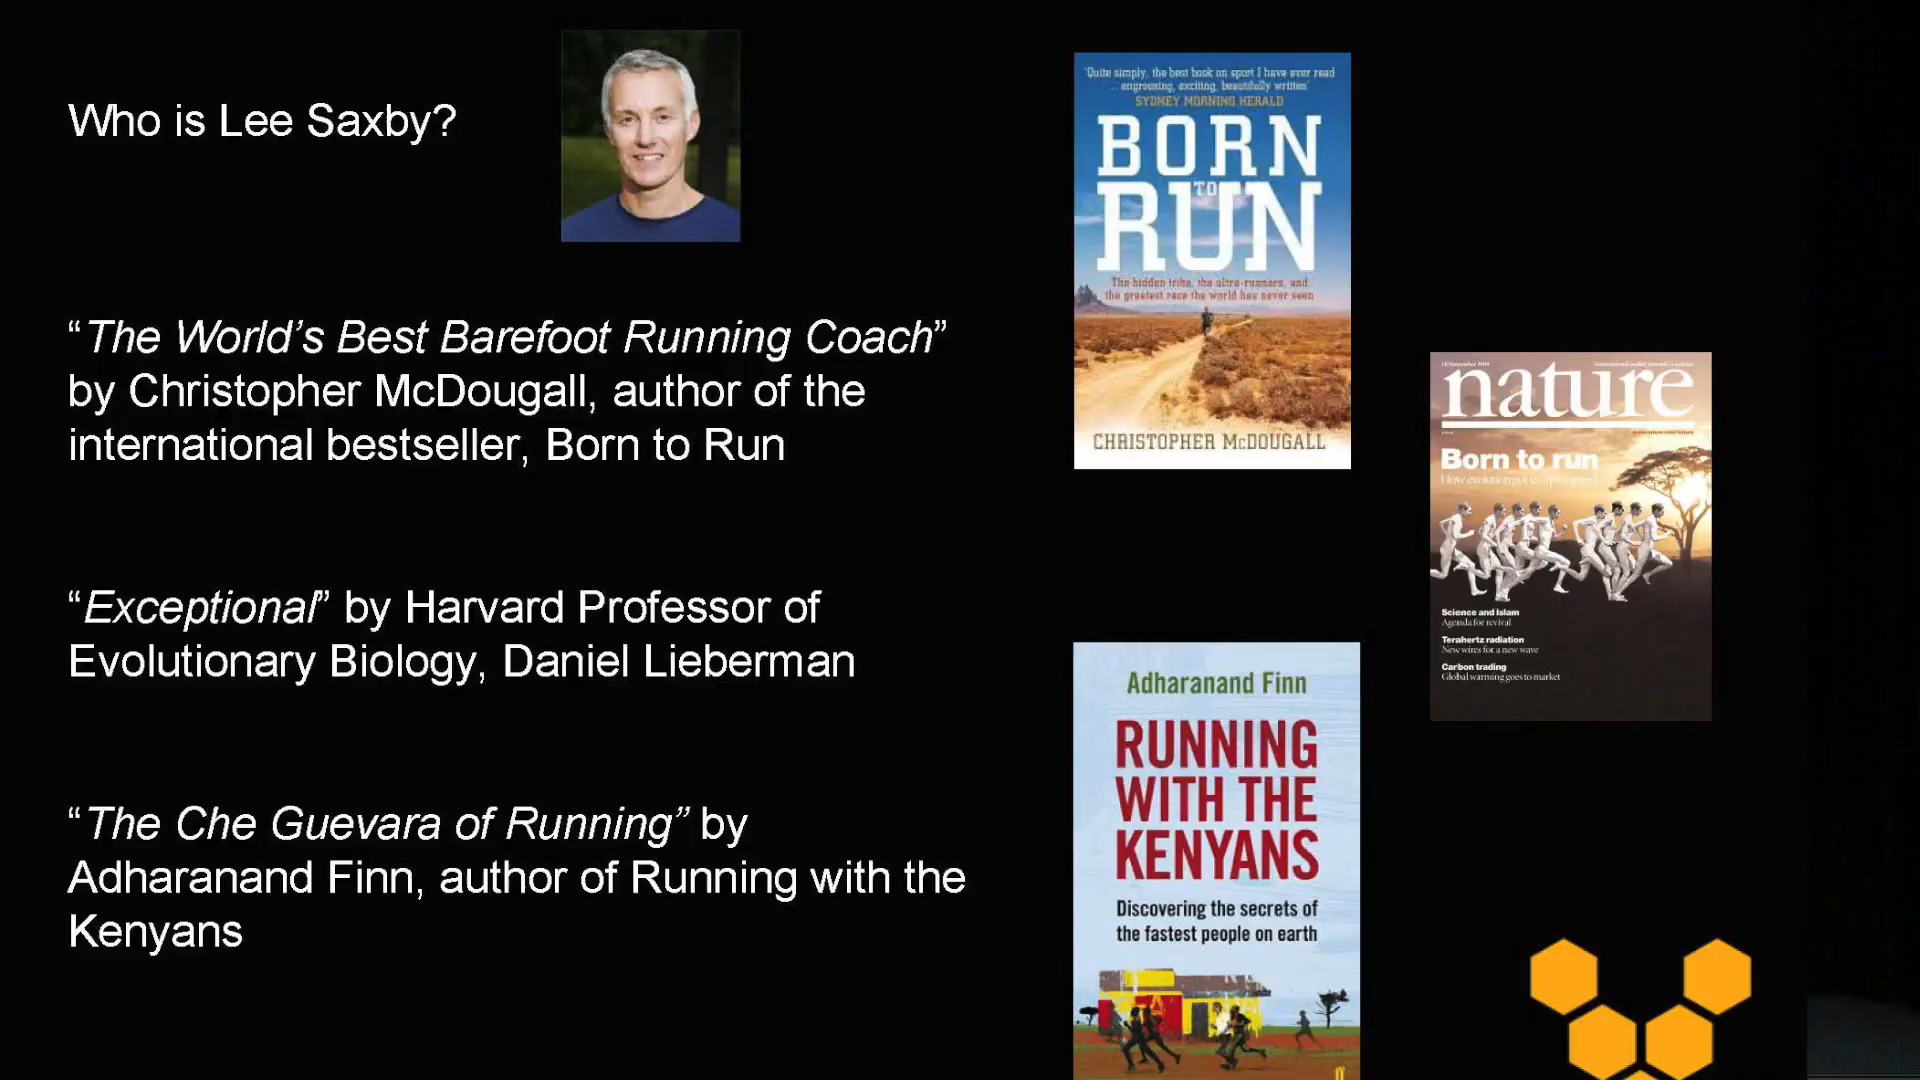 Who is Lee Saxby?
“The World’s Best Barefoot Running Coach”
by Christopher McDougall, author of the
international bestseller, Born to Run
“Exceptional” by Harvard Professor of
Evolutionary Biology, Daniel Lieberman
“The Che Guevara of Running” by
Adharanand Finn, author of Running with the
Kenyans
'Quite simply, the best book on sport I have ever read
... engrossing, exciting, beautifully written'
SYDNEY MORNING HERALD
BORN
TO
RUN
The hidden tribe, the ultra-runners, and
the greatest race the world has never seen
CHRISTOPHER McDOUGALL
nature
Born to run
Science and Islam
Agenda for revival
Terahertz radiation
New wires for a new wave
Carbon trading
Global warming goes to market
Adharanand Finn
RUNNING
WITH THE
KENYANS
Discovering the secrets of
the fastest people on earth